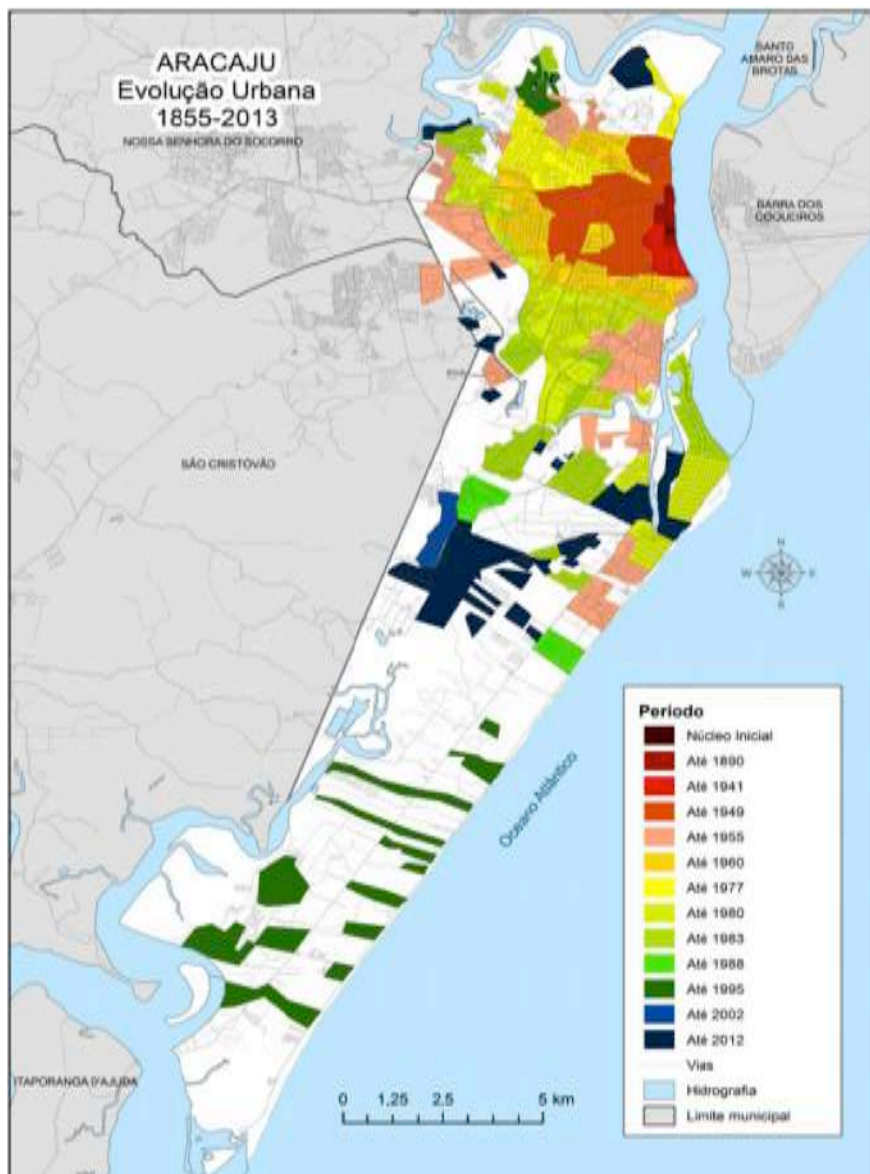 ARACAJU
Evolução Urbana
1855-2013
NOSSA SENHORA DO SOCORRO
SANTO
AMARO DAS
BROTAS
BARRA DOS
COQUEIROS
SÃO CRISTÓVÃO
N
W
E
S
Oceano Atlântico
Período
Núcleo Inicial
Até 1890
Até 1941
Até 1949
Até 1955
Até 1960
Até 1977
Até 1980
Até 1983
Até 1988
Até 1995
Até 2002
Até 2012
Vias
Hidrografia
Limite municipal
ITAPORANGA D'AJUDA
0 1,25 2,5 5 km